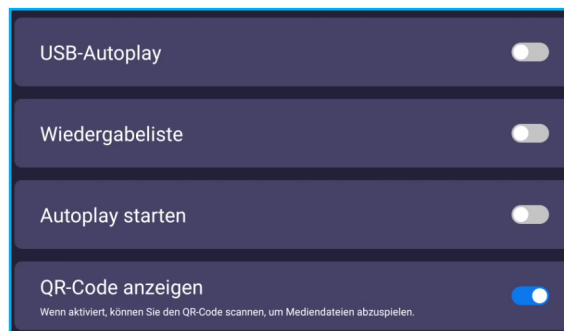 USB-Autoplay
Wiedergabeliste
Autoplay starten
QR-Code anzeigen
Wenn aktiviert, können Sie den QR-Code scannen, um Mediendateien abzuspielen.